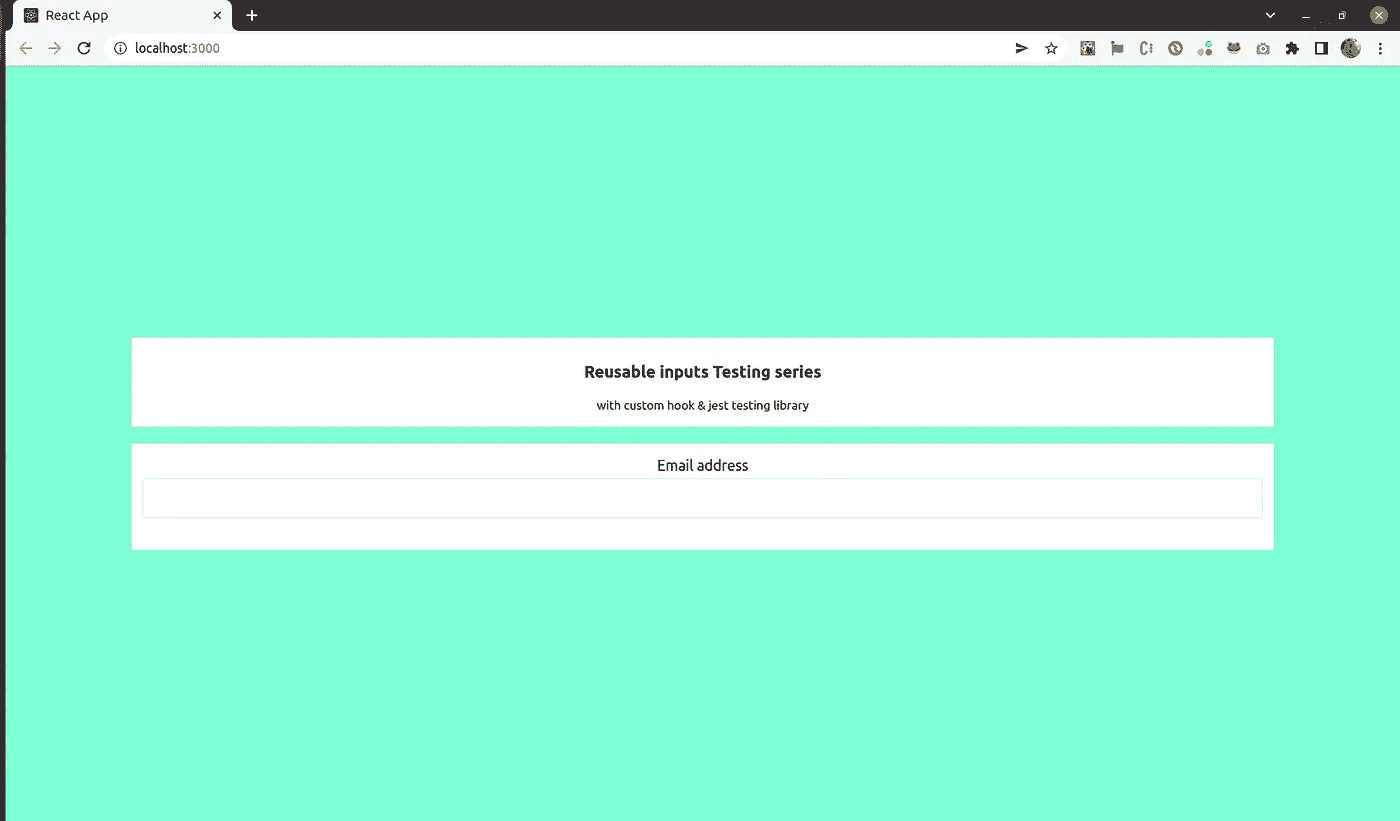 React App
localhost:3000
Reusable inputs Testing series
with custom hook & jest testing library
Email address